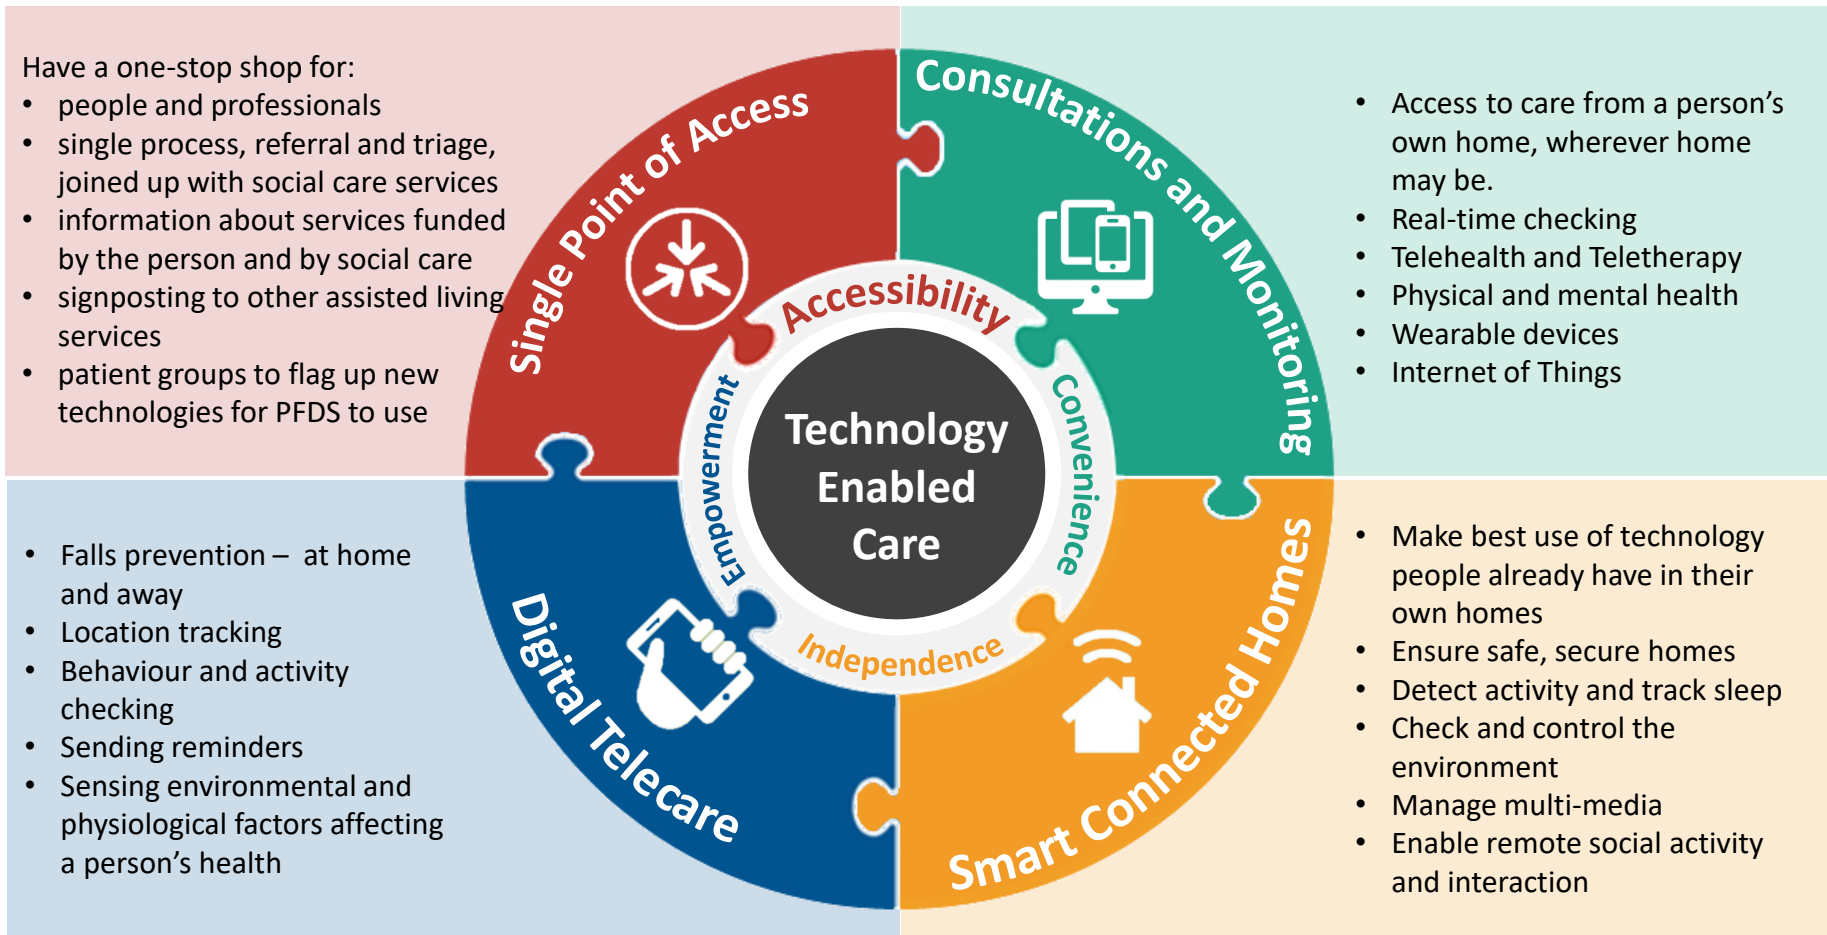 Have a one-stop shop for:
• people and professionals
• single process, referral and triage,
joined up with social care services
• information about services funded
by the person and by social care
• signposting to other assisted living
services
• patient groups to flag up new
technologies for PFDS to use
Single Point of Access
Consultations and Monitoring
• Access to care from a person’s
own home, wherever home
may be.
• Real-time checking
• Telehealth and Teletherapy
• Physical and mental health
• Wearable devices
• Internet of Things
Accessibility
Empowerment
Convenience
Independence
Technology
Enabled
Care
• Falls prevention – at home
and away
• Location tracking
• Behaviour and activity
checking
• Sending reminders
• Sensing environmental and
physiological factors affecting
a person’s health
Digital Telecare
Smart Connected Homes
• Make best use of technology
people already have in their
own homes
• Ensure safe, secure homes
• Detect activity and track sleep
• Check and control the
environment
• Manage multi-media
• Enable remote social activity
and interaction